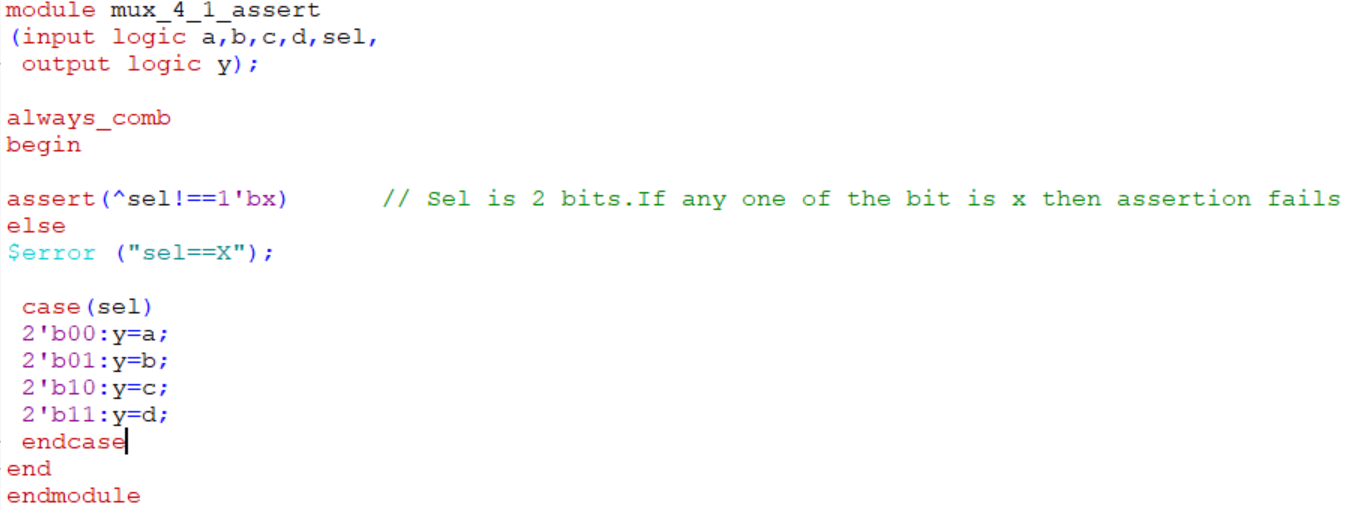 module mux_4_1_assert
(input logic a,b,c,d,sel,
output logic y);
always_comb
begin
assert(^sel!==1'bx) // Sel is 2 bits.If any one of the bit is x then assertion fails
else
$error ("sel==X");
case(sel)
2'b00:y=a;
2'b01:y=b;
2'b10:y=c;
2'b11:y=d;
endcase
end
endmodule